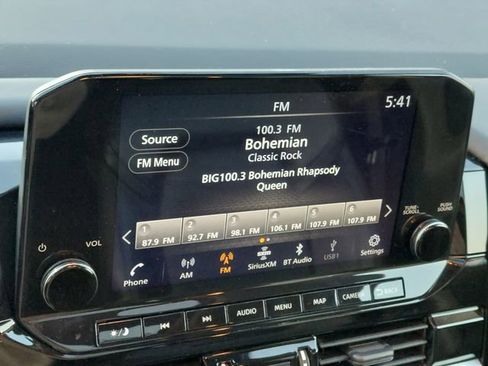 FM
5:41
100.3 FM
Source
Bohemian
Classic Rock
FM Menu
BIG100.3 Bohemian Rhapsody
Queen
1 2 3 4 5 6
87.9 FM 92.7 FM 98.1 FM 106.1 FM 107.9 FM 107.9 FM
VOL
TUNE·
SCROLL
PUSH
SOUND
Phone AM FM SiriusXM BT Audio USB1 Settings
AUDIO MENU MAP CAMERA BACK